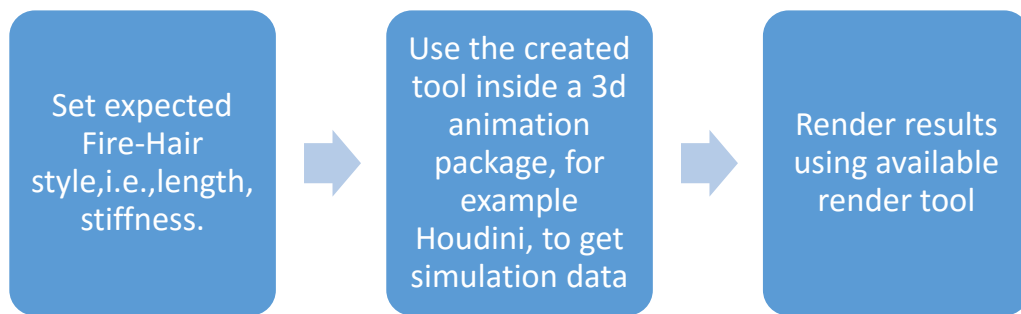 Set expected
Fire-Hair
style,i.e.,length,
stiffness.
Use the created
tool inside a 3d
animation
package, for
example
Houdini, to get
simulation data
Render results
using available
render tool